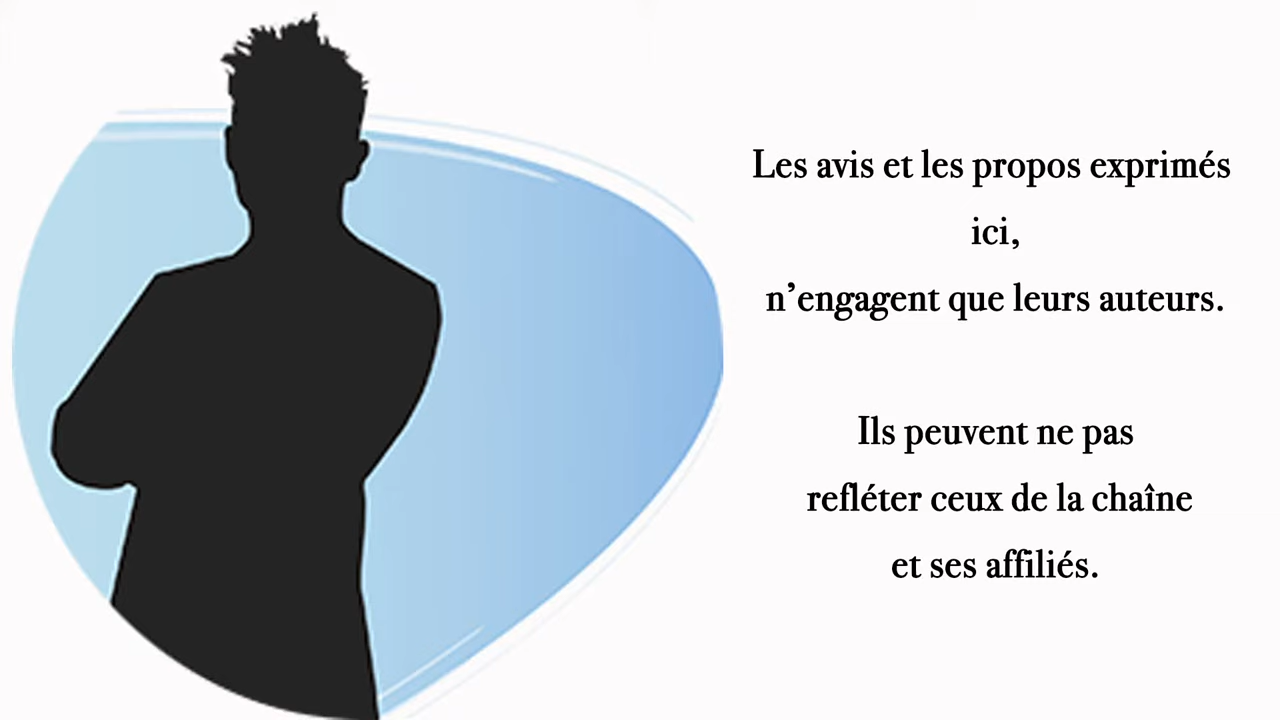 Les avis et les propos exprimés
ici,
n’engagent que leurs auteurs.
Ils peuvent ne pas
refléter ceux de la chaîne
et ses affiliés.